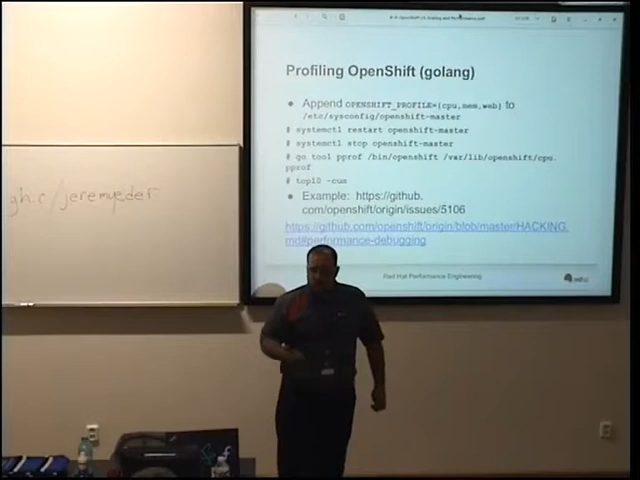 Profiling OpenShift (golang)
Append OPENSHIFT_PROFILE={cpu,mem,web} to
/etc/sysconfig/openshift-master
# systemctl restart openshift-master
# systemctl stop openshift-master
# go tool pprof /bin/openshift /var/lib/openshift/cpu.
pprof
# top10 -cum
Example: https://github.
com/openshift/origin/issues/5106
https://github.com/openshift/origin/blob/master/HACKING.
md#performance-debugging
Red Hat Performance Engineering
gh.c/jeremyeder